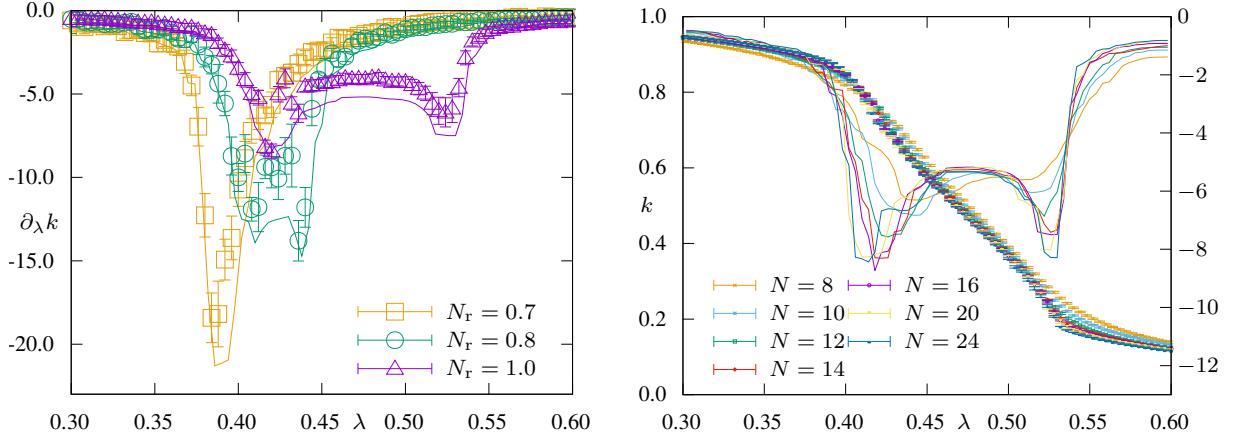 0.0
-5.0
-10.0
∂λk
-15.0
-20.0
0.30 0.35 0.40 0.45 λ 0.50 0.55 0.60
Nr = 0.7
Nr = 0.8
Nr = 1.0
1.0
0.8
0.6
k
0.4
0.2
0.0
0.30 0.35 0.40 0.45 λ 0.50 0.55 0.60
N = 8
N = 10
N = 12
N = 14
N = 16
N = 20
N = 24
0
−2
−4
−6
−8
−10
−12